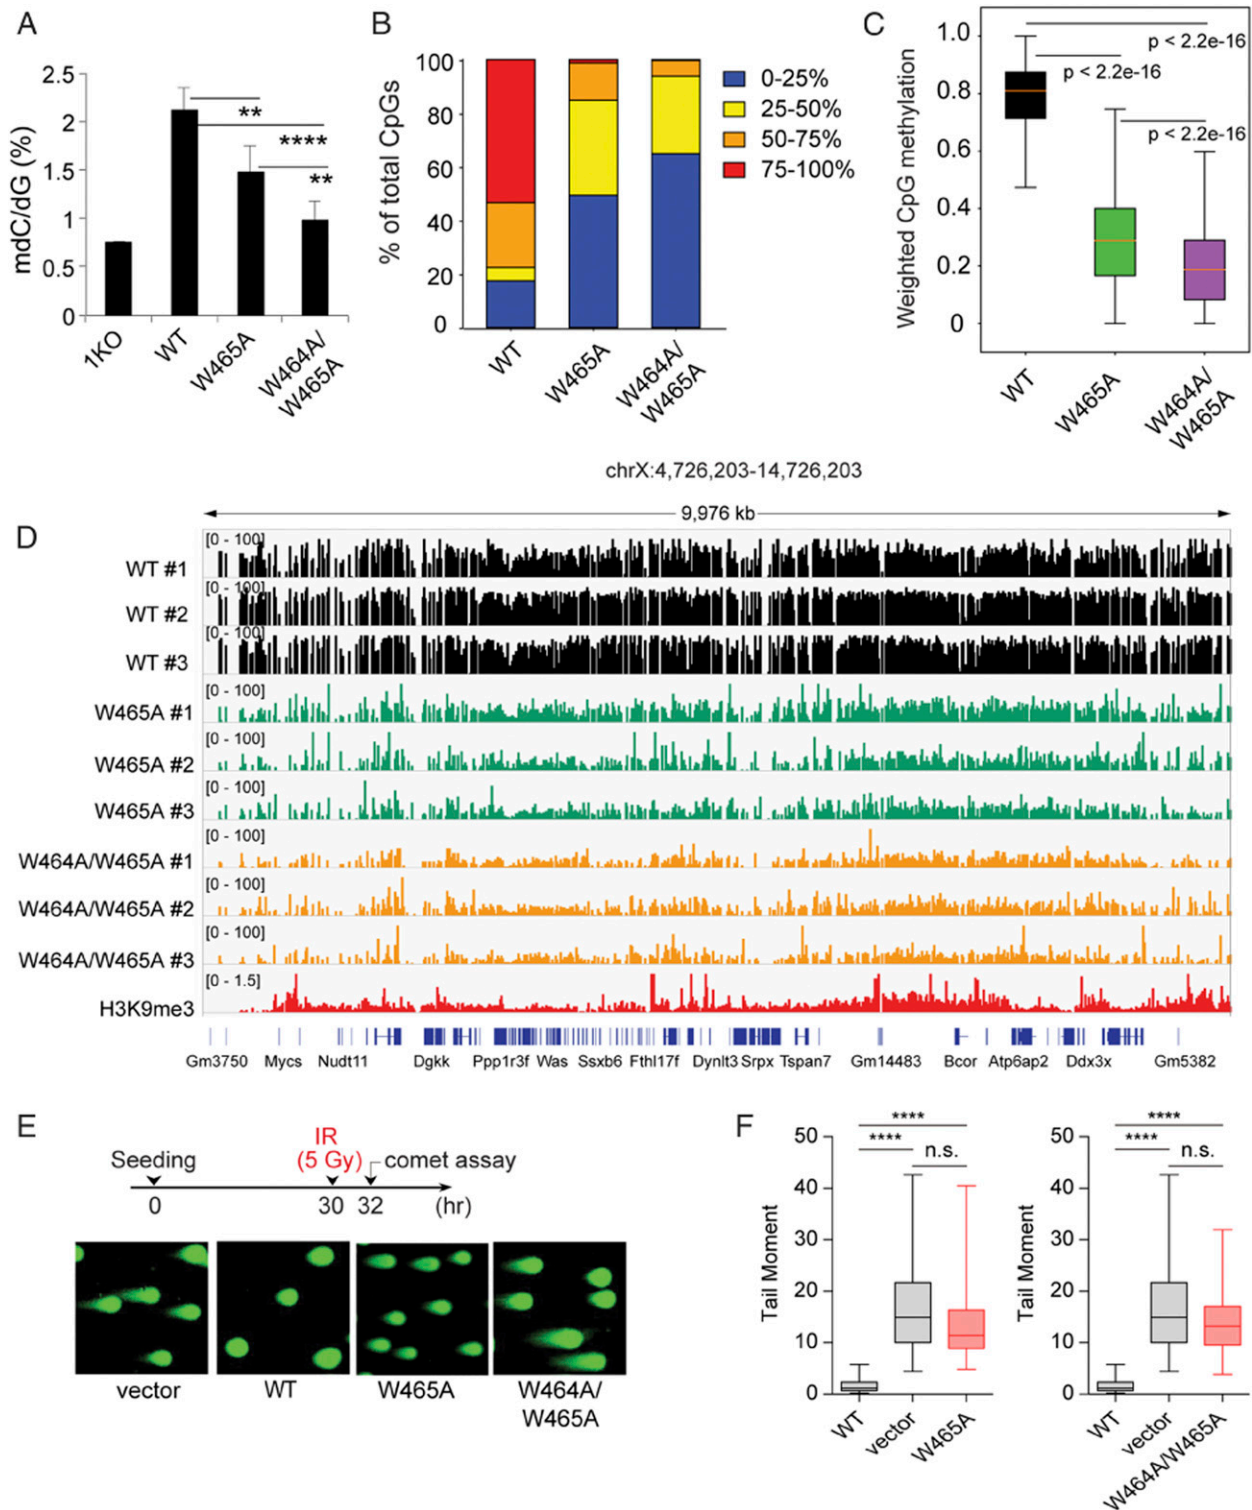 A
2.5
2
1.5
1
0.5
0
mdC/dG (%)
**
****
**
1KO
WT
W465A
W464A/
W465A
B
100
80
60
40
20
0
% of total CpGs
WT
W465A
W464A/
W465A
0-25%
25-50%
50-75%
75-100%
C
1.0
0.8
0.6
0.4
0.2
0
Weighted CpG methylation
p < 2.2e-16
p < 2.2e-16
p < 2.2e-16
WT
W465A
W464A/
W465A
chrX:4,726,203-14,726,203
9,976 kb
D
WT #1 [0 - 100]
WT #2 [0 - 100]
WT #3 [0 - 100]
W465A #1 [0 - 100]
W465A #2 [0 - 100]
W465A #3 [0 - 100]
W464A/W465A #1 [0 - 100]
W464A/W465A #2 [0 - 100]
W464A/W465A #3 [0 - 100]
H3K9me3 [0 - 1.5]
Gm3750 Mycs Nudt11 Dgkk Ppp1r3f Was Ssxb6 Fthl17f Dynlt3 Srpx Tspan7 Gm14483 Bcor Atp6ap2 Ddx3x Gm5382
E
IR
Seeding (5 Gy) comet assay
0 30 32 (hr)
vector WT W465A W464A/
W465A
F
50
40
30
20
10
0
Tail Moment
****
****
n.s.
WT
vector
W465A
50
40
30
20
10
0
Tail Moment
****
****
n.s.
WT
vector
W464A/W465A